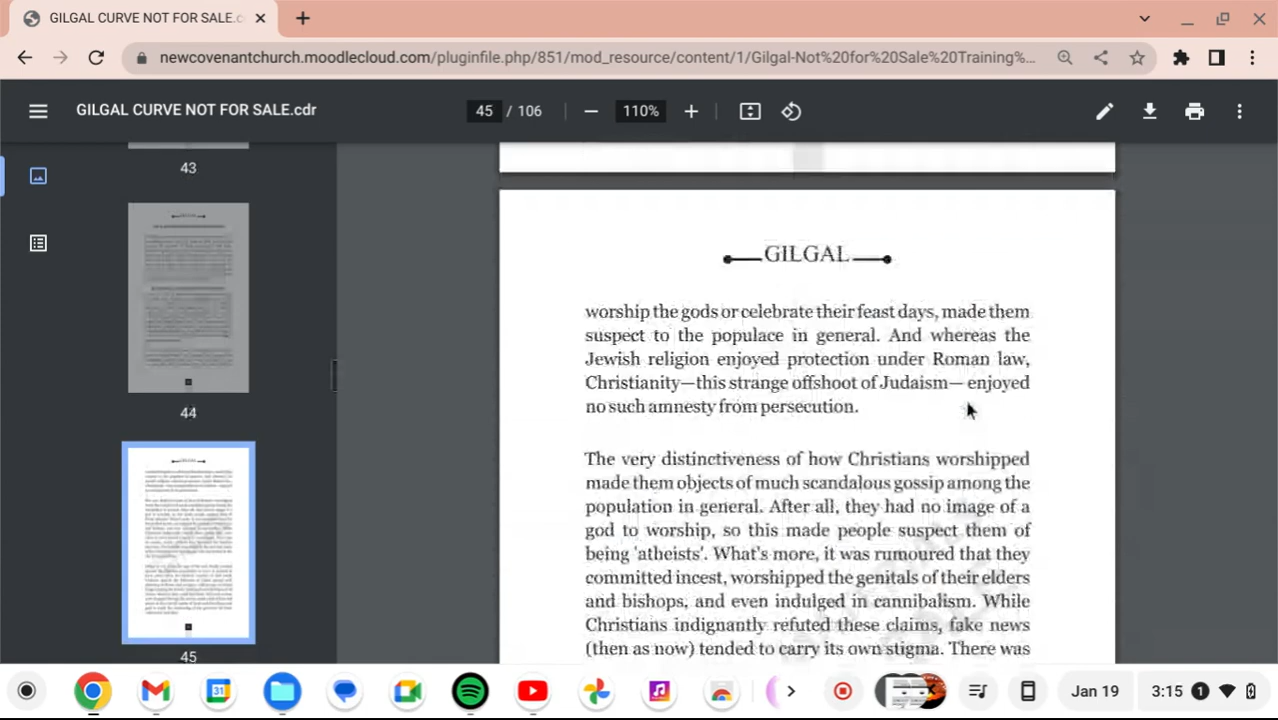 GILGAL CURVE NOT FOR SALE.c
newcovenantchurch.moodlecloud.com/pluginfile.php/851/mod_resource/content/1/Gilgal-Not%20for%20Sale%20Training%...
GILGAL CURVE NOT FOR SALE.cdr
45 / 106
110%
43
44
45
GILGAL
worship the gods or celebrate their feast days, made them
suspect to the populace in general. And whereas the
Jewish religion enjoyed protection under Roman law,
Christianity—this strange offshoot of Judaism— enjoyed
no such amnesty from persecution.
The very distinctiveness of how Christians worshipped
made them objects of much scandalous gossip among the
population in general. After all, they had no image of a
god to worship, so this made people suspect them of
being 'atheists'. What's more, it was rumoured that they
committed incest, worshipped the genitals of their elders
and bishops, and even indulged in cannibalism. While
Christians indignantly refuted these claims, fake news
(then as now) tended to carry its own stigma. There was
31
Jan 19
3:15
1